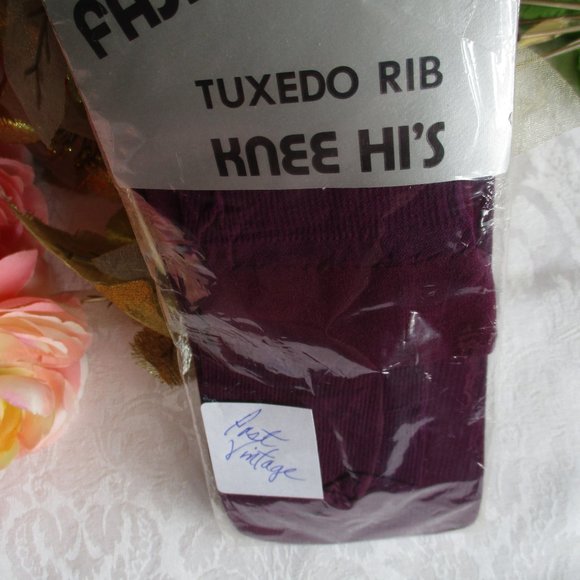 TUXEDO RIB
KNEE HI'S
Past
Vintage